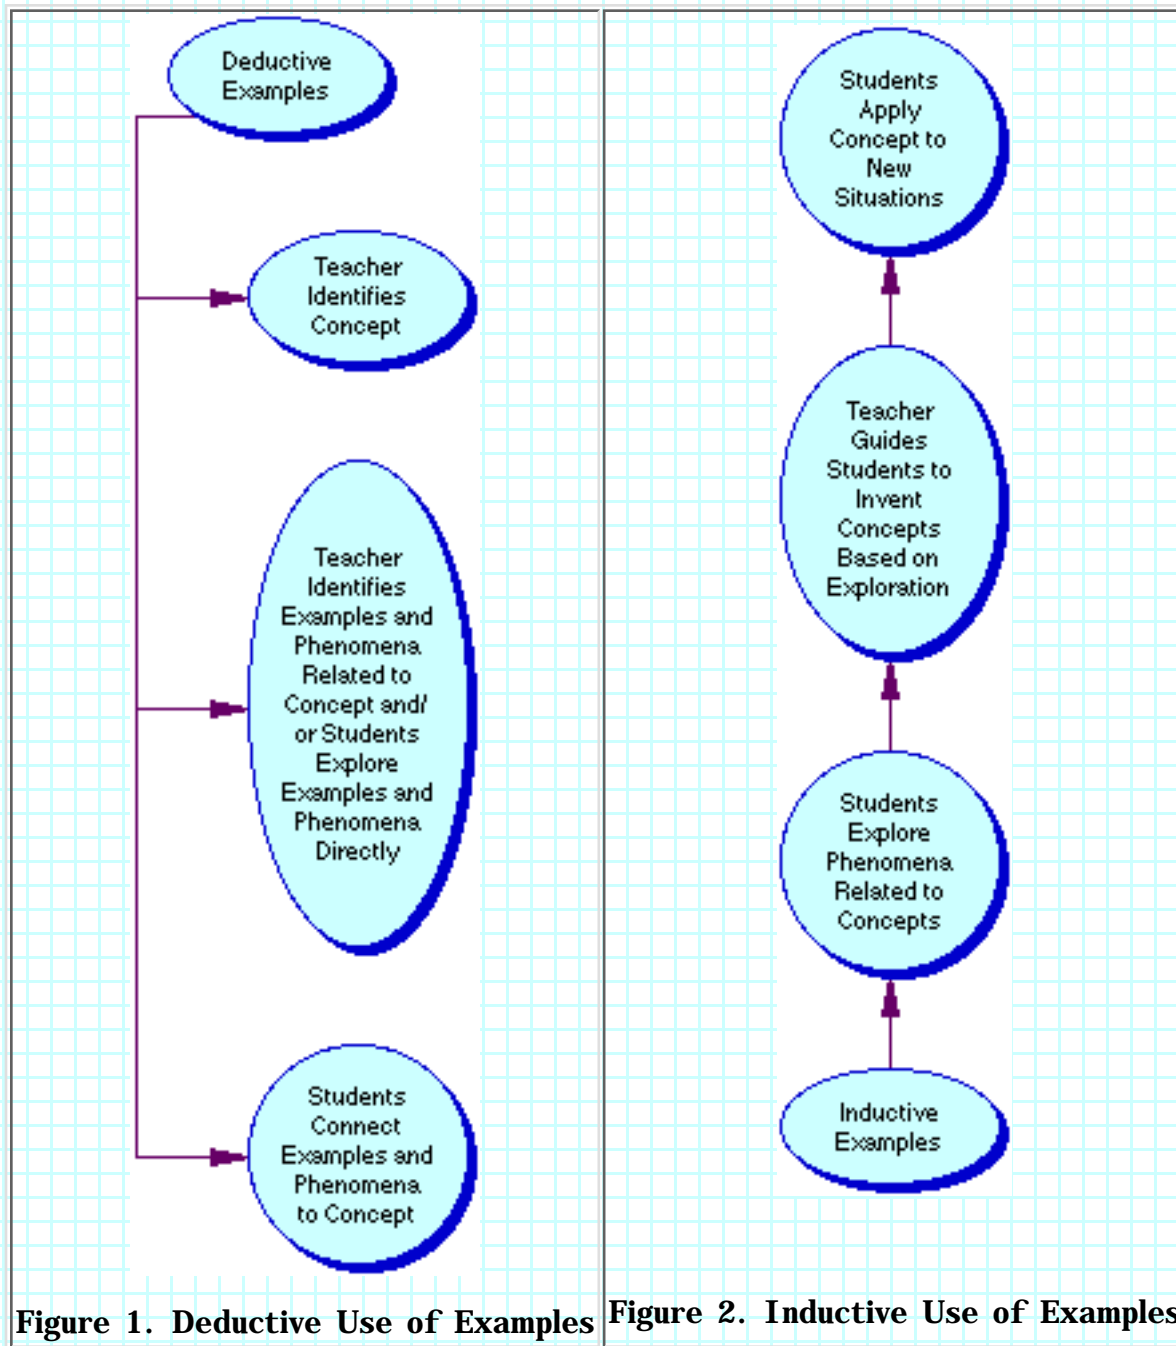 Deductive
Examples
Teacher
Identifies
Concept
Teacher
Identifies
Examples and
Phenomena
Related to
Concept and/
or Students
Explore
Examples and
Phenomena
Directly
Students
Connect
Examples and
Phenomena
to Concept
Figure 1. Deductive Use of Examples
Students
Apply
Concept to
New
Situations
Teacher
Guides
Students to
Invent
Concepts
Based on
Exploration
Students
Explore
Phenomena
Related to
Concepts
Inductive
Examples
Figure 2. Inductive Use of Examples